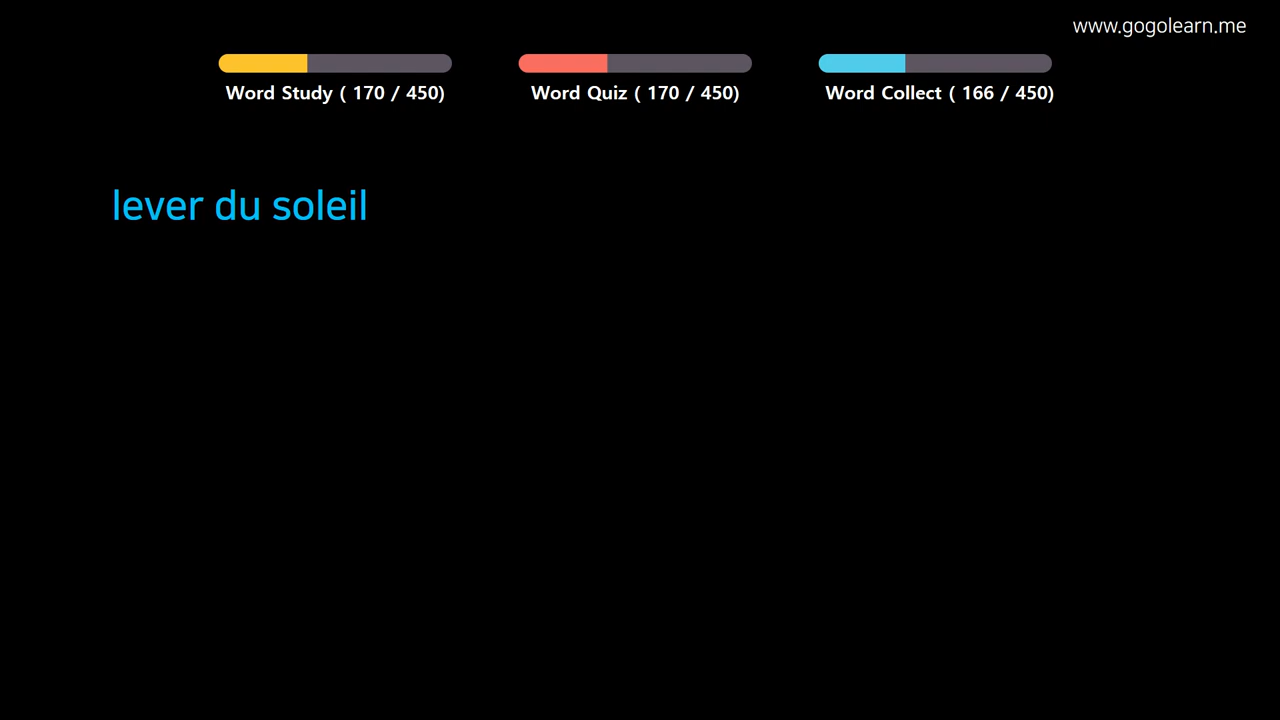 www.gogolearn.me
Word Study ( 170 / 450)
Word Quiz ( 170 / 450)
Word Collect ( 166 / 450)
lever du soleil